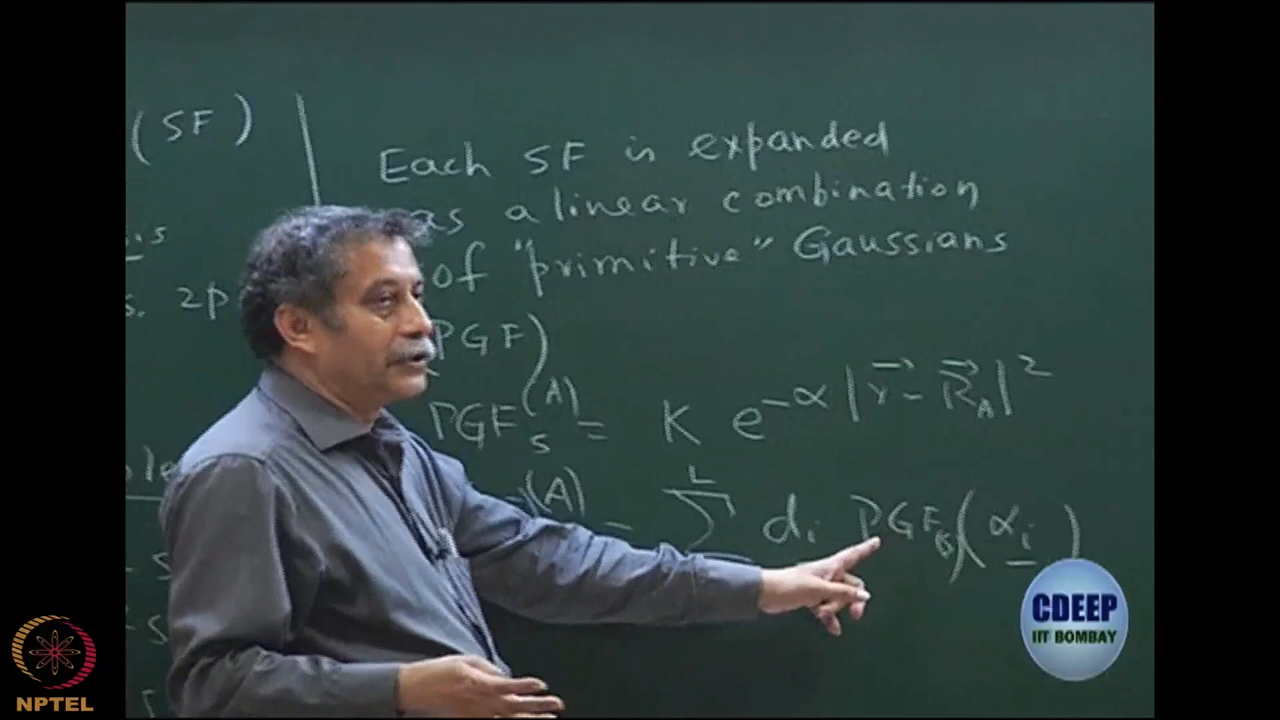 (SF)
Each SF is expanded
as a linear combination
of "primitive" Gaussians
2p
PGF)
PGF_S^(A) = K e^{-α|r⃗ - R⃗_A|^2}
(A) = Σ^L d_i PGF_S(α_i)
CDEEP
IIT BOMBAY
NPTEL